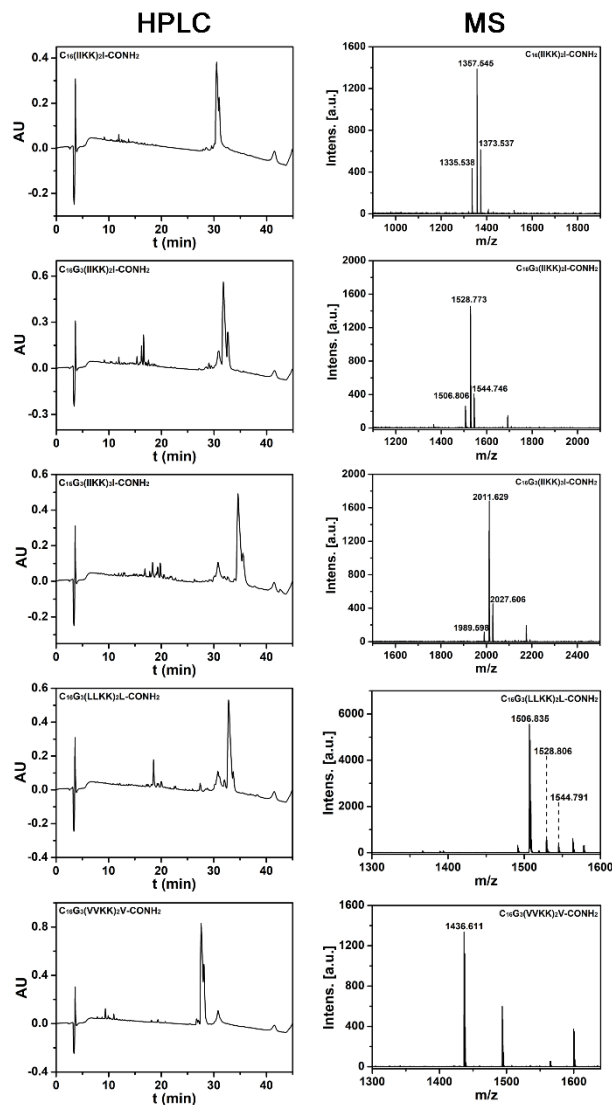 HPLC
MS
C16(IIKK)2I-CONH2
AU
0.4
0.2
0.0
-0.2
0 10 20 30 40
t (min)
C16(IIKK)2I-CONH2
Intens. [a.u.]
1600
1200
800
400
0
1357.545
1373.537
1335.538
1000 1200 1400 1600 1800
m/z
C16G3(IIKK)2I-CONH2
AU
0.6
0.3
0.0
-0.3
0 10 20 30 40
t (min)
C16G3(IIKK)2I-CONH2
Intens. [a.u.]
2000
1600
1200
800
400
0
1528.773
1506.806
1544.746
1200 1400 1600 1800 2000
m/z
C16G3(IIKK)3I-CONH2
AU
0.6
0.4
0.2
0.0
-0.2
0 10 20 30 40
t (min)
C16G3(IIKK)3I-CONH2
Intens. [a.u.]
2000
1600
1200
800
400
0
2011.629
2027.606
1989.598
1600 1800 2000 2200 2400
m/z
C16G3(LLKK)2L-CONH2
AU
0.6
0.4
0.2
0.0
-0.2
-0.4
0 10 20 30 40
t (min)
C16G3(LLKK)2L-CONH2
Intens. [a.u.]
6000
4000
2000
0
1506.835
1528.806
1544.791
1300 1400 1500 1600
m/z
C16G3(VVKK)2V-CONH2
AU
0.8
0.4
0.0
-0.4
0 10 20 30 40
t (min)
C16G3(VVKK)2V-CONH2
Intens. [a.u.]
1600
1200
800
400
0
1436.611
1300 1400 1500 1600
m/z